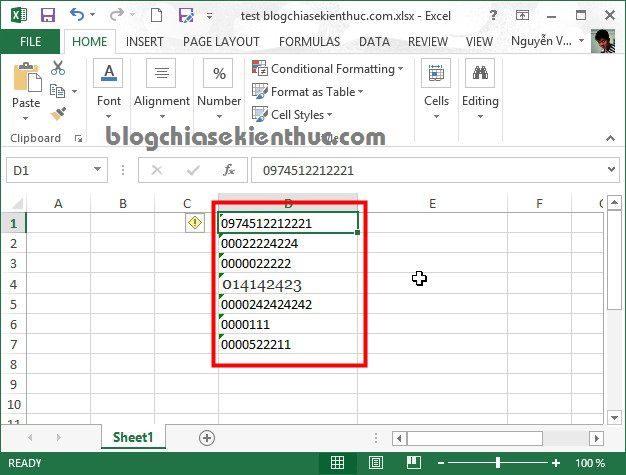 test blogchiasekienthuc.com.xlsx - Excel
FILE HOME INSERT PAGE LAYOUT FORMULAS DATA REVIEW VIEW Nguyễn V...
Paste
Clipboard
Font
Alignment
Number
Conditional Formatting
Format as Table
Cell Styles
Cells
Editing
blogchiasekienthuc.com
D1 fx 0974512212221
A B C D E F
1 0974512212221
2 00022224224
3 0000022222
4 014142423
5 0000242424242
6 0000111
7 0000522211
8
9
10
11
Sheet1
READY 100 %